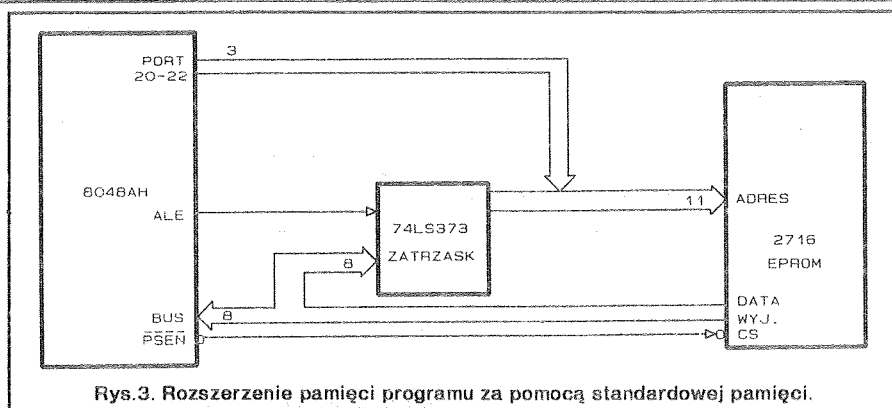 PORT
20-22
3
8048AH
ALE
74LS373
ZATRZASK
8
11
ADRES
2716
EPROM
DATA
WYJ.
CS
BUS
8
PSEN
Rys.3. Rozszerzenie pamięci programu za pomocą standardowej pamięci.